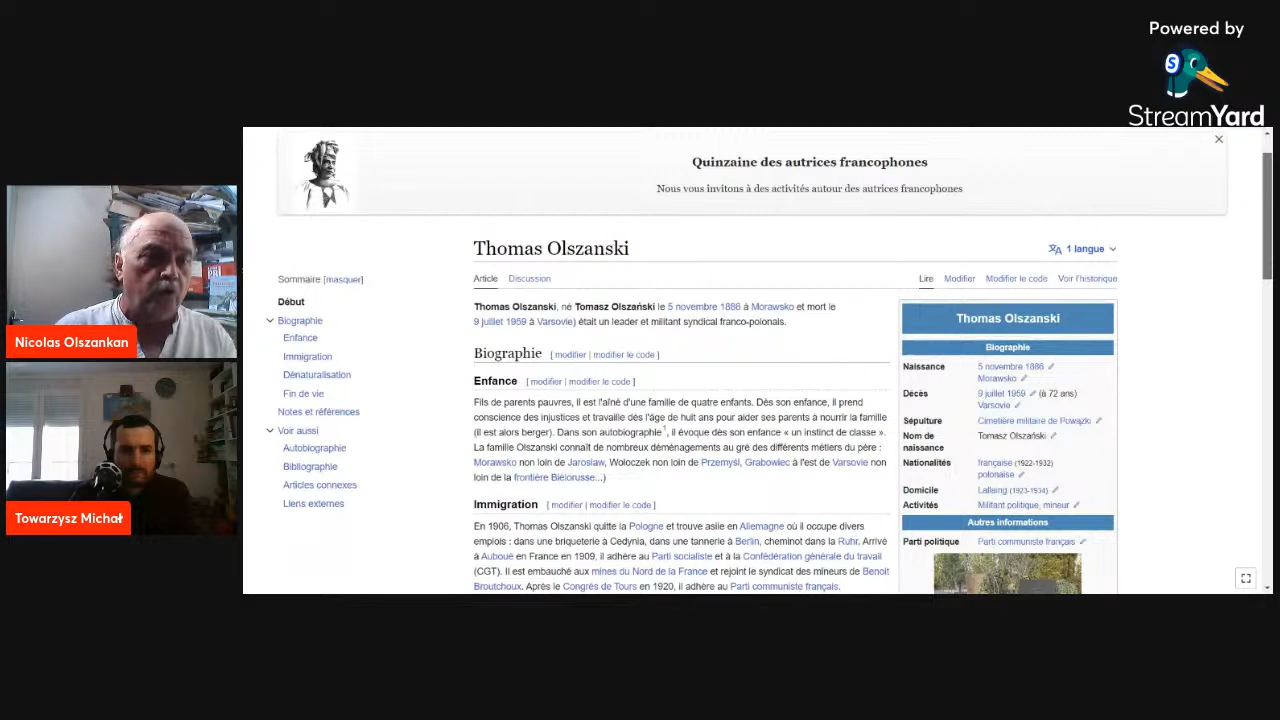 Powered by
StreamYard
Quinzaine des autrices francophones
Nous vous invitons à des activités autour des autrices francophones
Thomas Olszanski
1 langue
Article Discussion
Lire Modifier Modifier le code Voir l'historique
Sommaire [masquer]
Début
Biographie
Enfance
Immigration
Dénaturalisation
Fin de vie
Notes et références
Voir aussi
Autobiographie
Bibliographie
Articles connexes
Liens externes
Thomas Olszanski, né Tomasz Olszański le 5 novembre 1886 à Morawsko et mort le
9 juillet 1959 à Varsovie) était un leader et militant syndical franco-polonais.
Biographie [ modifier | modifier le code ]
Enfance [ modifier | modifier le code ]
Fils de parents pauvres, il est l'aîné d'une famille de quatre enfants. Dès son enfance, il prend
conscience des injustices et travaille dès l'âge de huit ans pour aider ses parents à nourrir la famille
(il est alors berger). Dans son autobiographie1, il évoque dès son enfance « un instinct de classe ».
La famille Olszanski connaît de nombreux déménagements au gré des différents métiers du père :
Morawsko non loin de Jaroslaw, Woloczek non loin de Przemyśl, Grabowiec à l'est de Varsovie non
loin de la frontière Biélorusse...)
Immigration [ modifier | modifier le code ]
En 1906, Thomas Olszanski quitte la Pologne et trouve asile en Allemagne où il occupe divers
emplois : dans une briqueterie à Cedynia, dans une tannerie à Berlin, cheminot dans la Ruhr. Arrivé
à Auboué en France en 1909, il adhère au Parti socialiste et à la Confédération générale du travail
(CGT). Il est embauché aux mines du Nord de la France et rejoint le syndicat des mineurs de Benoit
Broutchoux. Après le Congrès de Tours en 1920, il adhère au Parti communiste français.
Thomas Olszanski
Biographie
Naissance 5 novembre 1886
Morawsko
Décès 9 juillet 1959 (à 72 ans)
Varsovie
Sépulture Cimetière militaire de Powązki
Nom de naissance Tomasz Olszański
Nationalités française (1922-1932)
polonaise
Domicile Lallaing (1923-1934)
Activités Militant politique, mineur
Autres informations
Parti politique Parti communiste français
Nicolas Olszankan
Towarzysz Michał